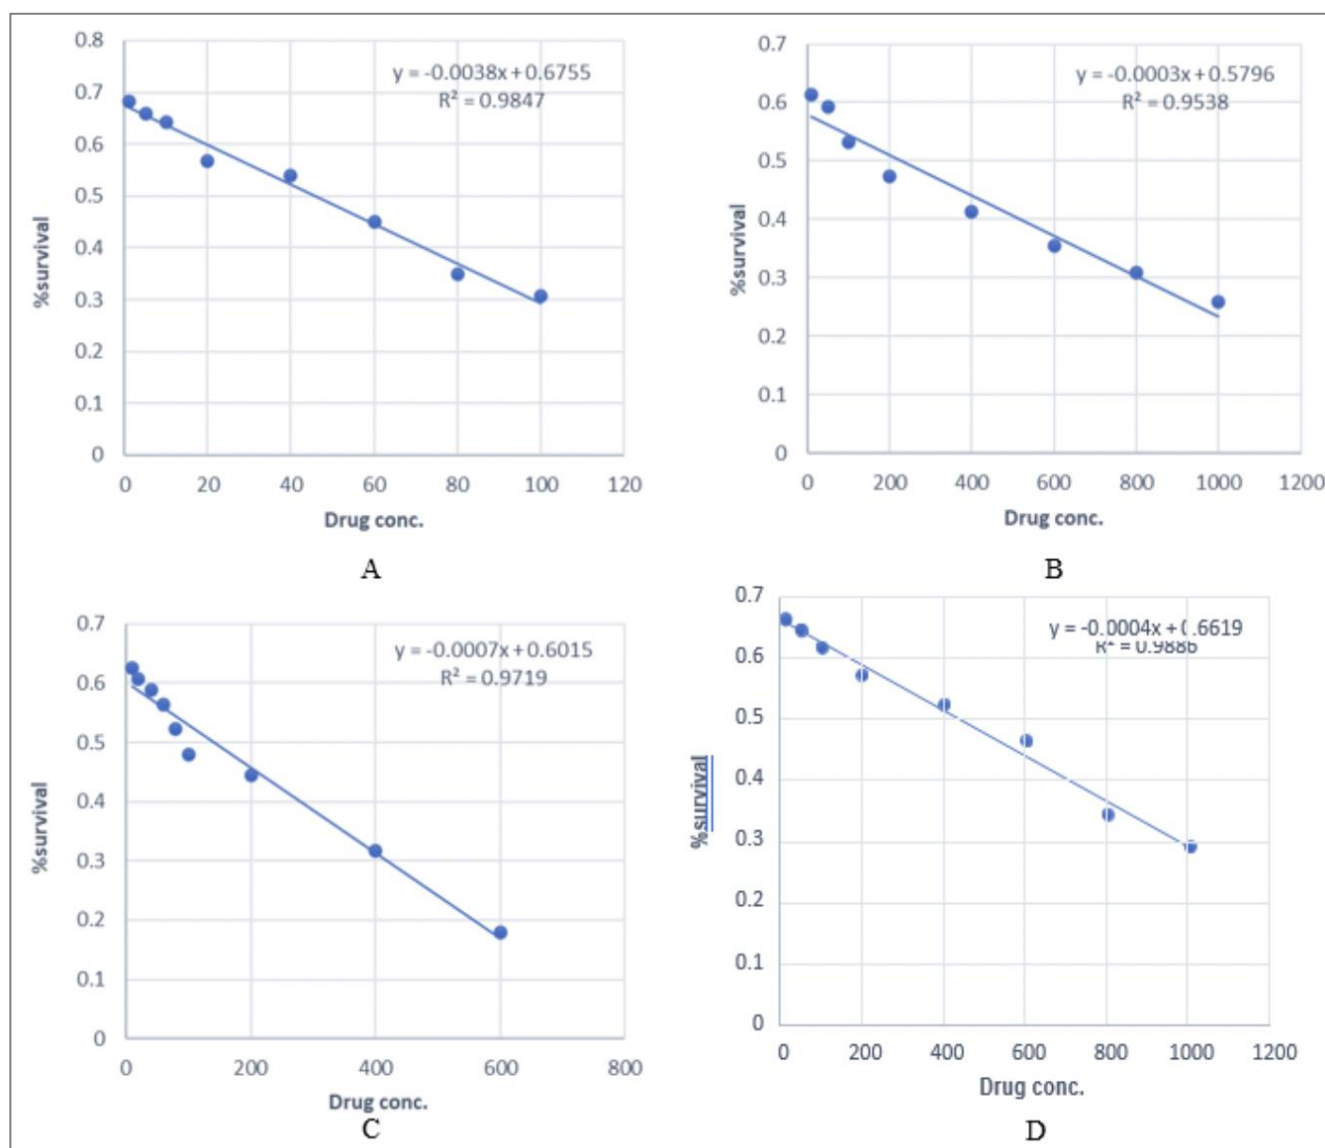 y = -0.0038x + 0.6755
R² = 0.9847
0.8
0.7
0.6
0.5
0.4
0.3
0.2
0.1
0
%survival
0 20 40 60 80 100 120
Drug conc.
A
y = -0.0003x + 0.5796
R² = 0.9538
0.7
0.6
0.5
0.4
0.3
0.2
0.1
0
%survival
0 200 400 600 800 1000 1200
Drug conc.
B
y = -0.0007x + 0.6015
R² = 0.9719
0.7
0.6
0.5
0.4
0.3
0.2
0.1
0
%survival
0 200 400 600 800
Drug conc.
C
y = -0.0004x + 0.6619
R² = 0.9886
0.7
0.6
0.5
0.4
0.3
0.2
0.1
0
%survival
0 200 400 600 800 1000 1200
Drug conc.
D